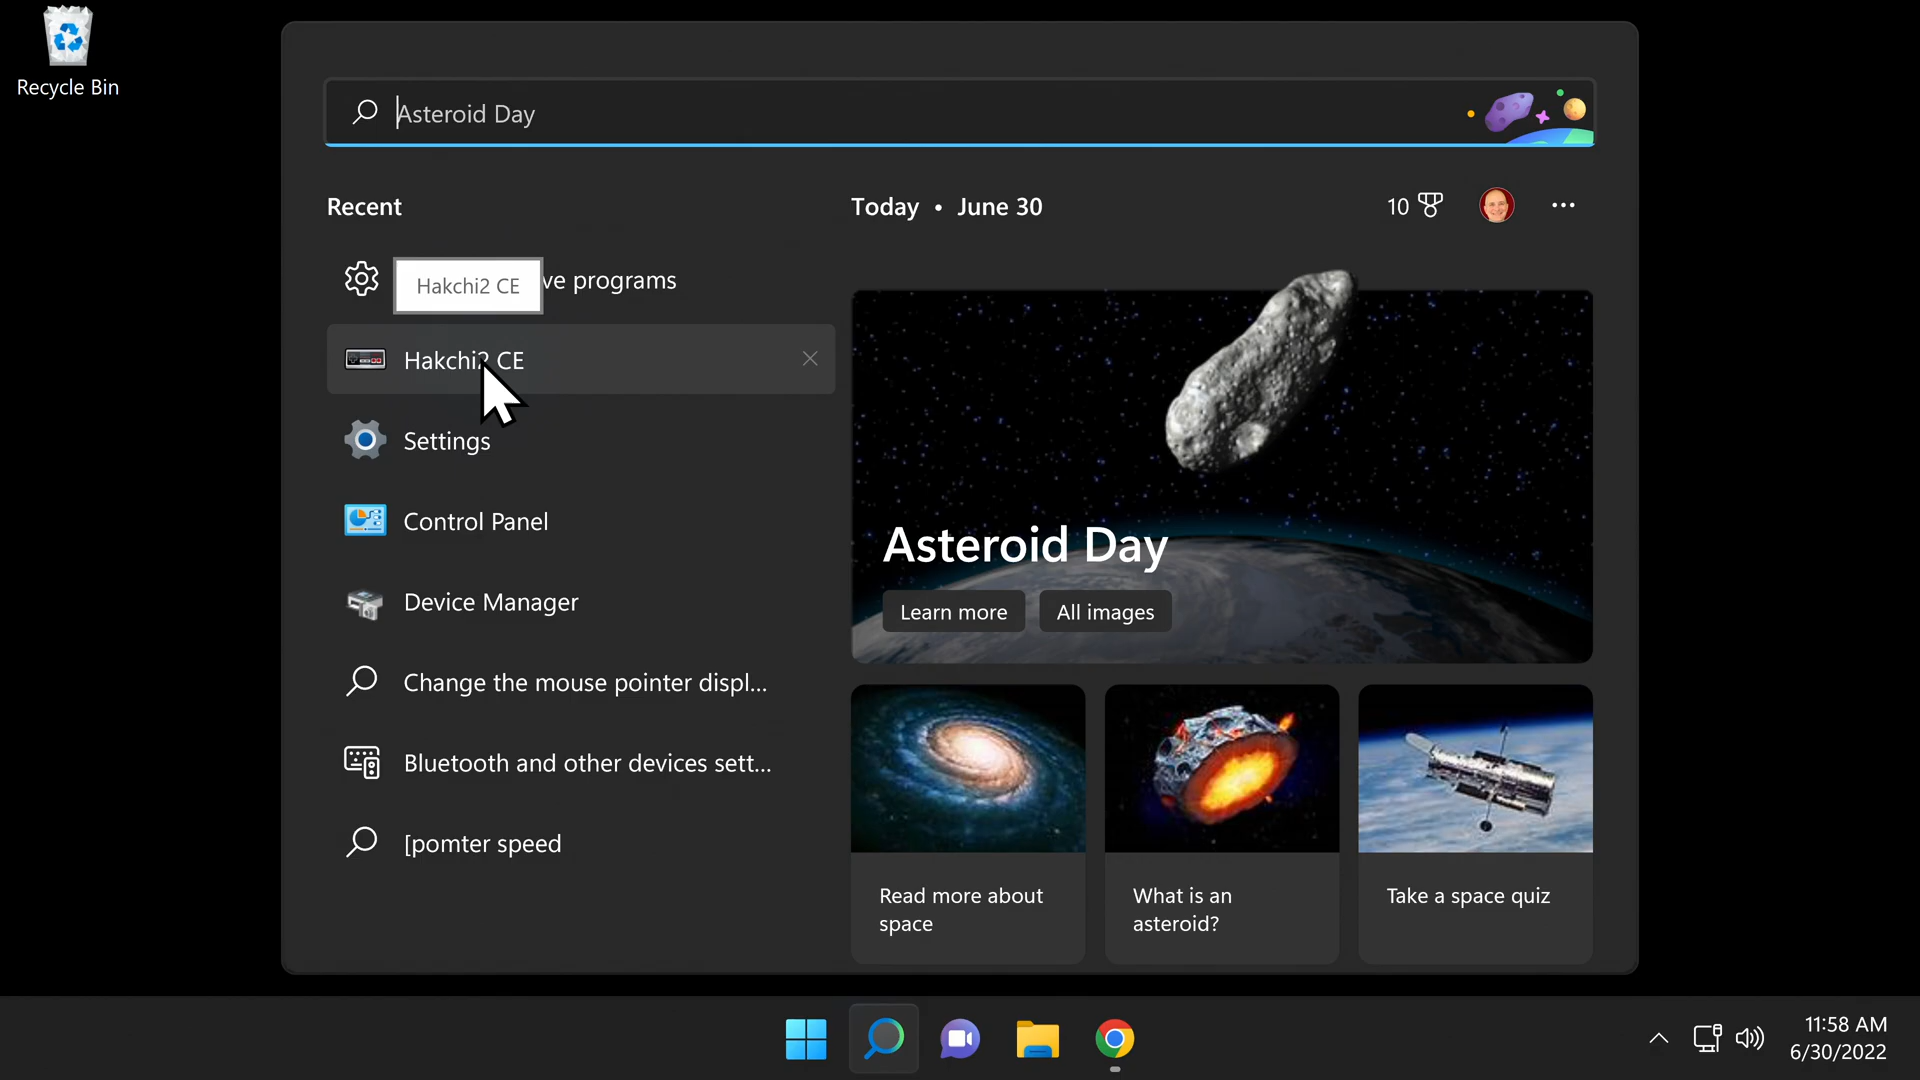 Recycle Bin
Asteroid Day
Recent
Today • June 30
10
Hakchi2 CE
ve programs
Hakchi2 CE
Settings
Control Panel
Device Manager
Change the mouse pointer displ...
Bluetooth and other devices sett...
[pomter speed
Asteroid Day
Learn more
All images
Read more about
space
What is an
asteroid?
Take a space quiz
11:58 AM
6/30/2022